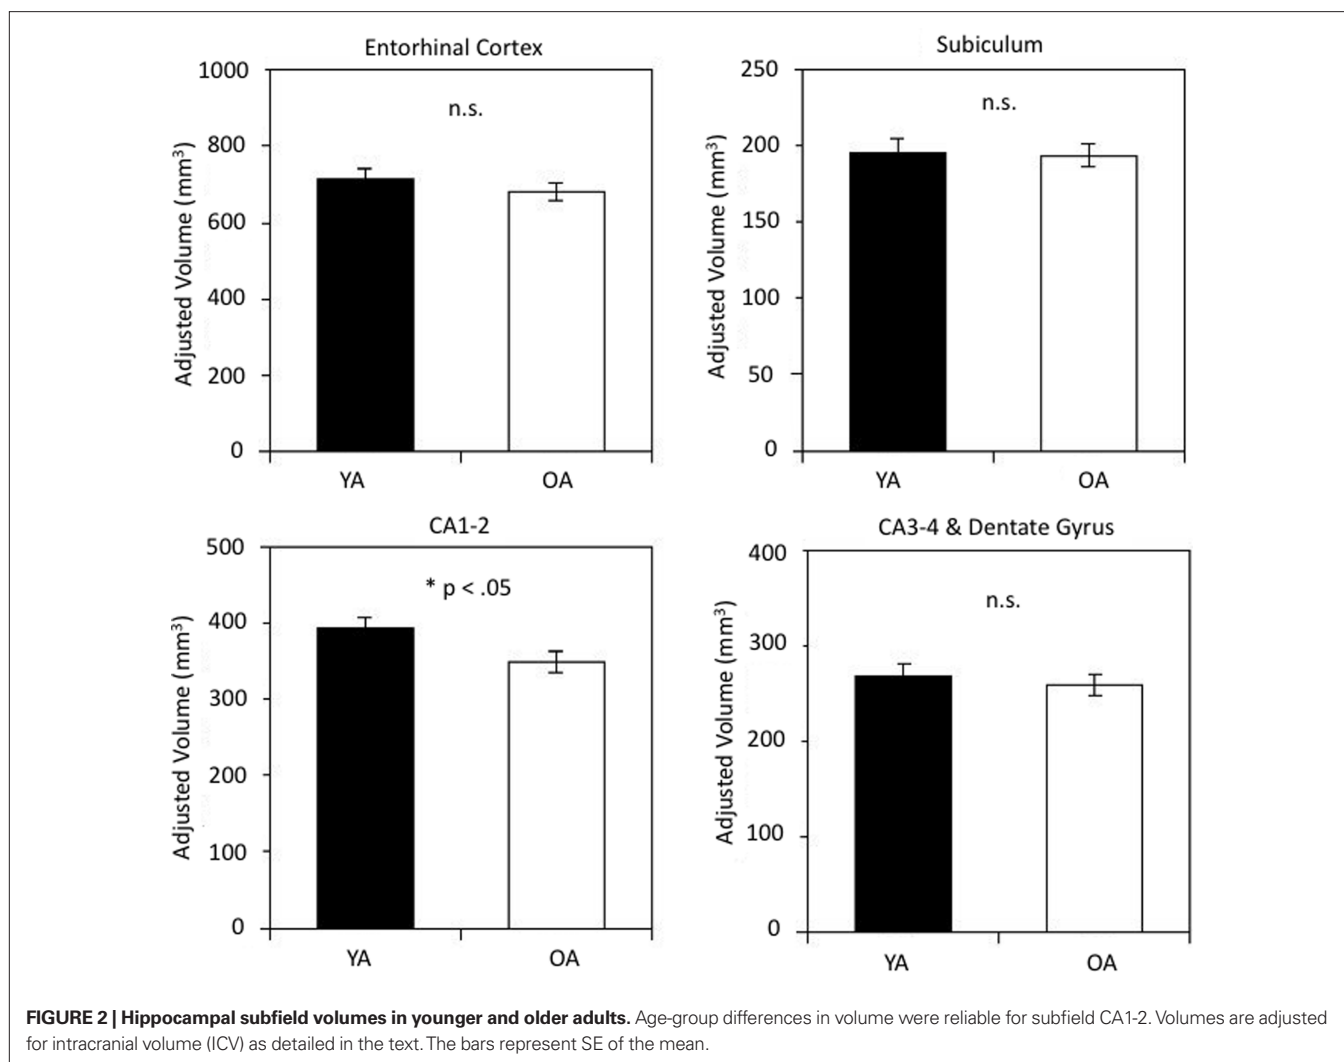 Entorhinal Cortex
n.s.
Adjusted Volume (mm³)
1000
800
600
400
200
0
YA OA
Subiculum
n.s.
Adjusted Volume (mm³)
250
200
150
100
50
0
YA OA
CA1-2
* p < .05
Adjusted Volume (mm³)
500
400
300
200
100
0
YA OA
CA3-4 & Dentate Gyrus
n.s.
Adjusted Volume (mm³)
400
300
200
100
0
YA OA
FIGURE 2 | Hippocampal subfield volumes in younger and older adults. Age-group differences in volume were reliable for subfield CA1-2. Volumes are adjusted
for intracranial volume (ICV) as detailed in the text. The bars represent SE of the mean.